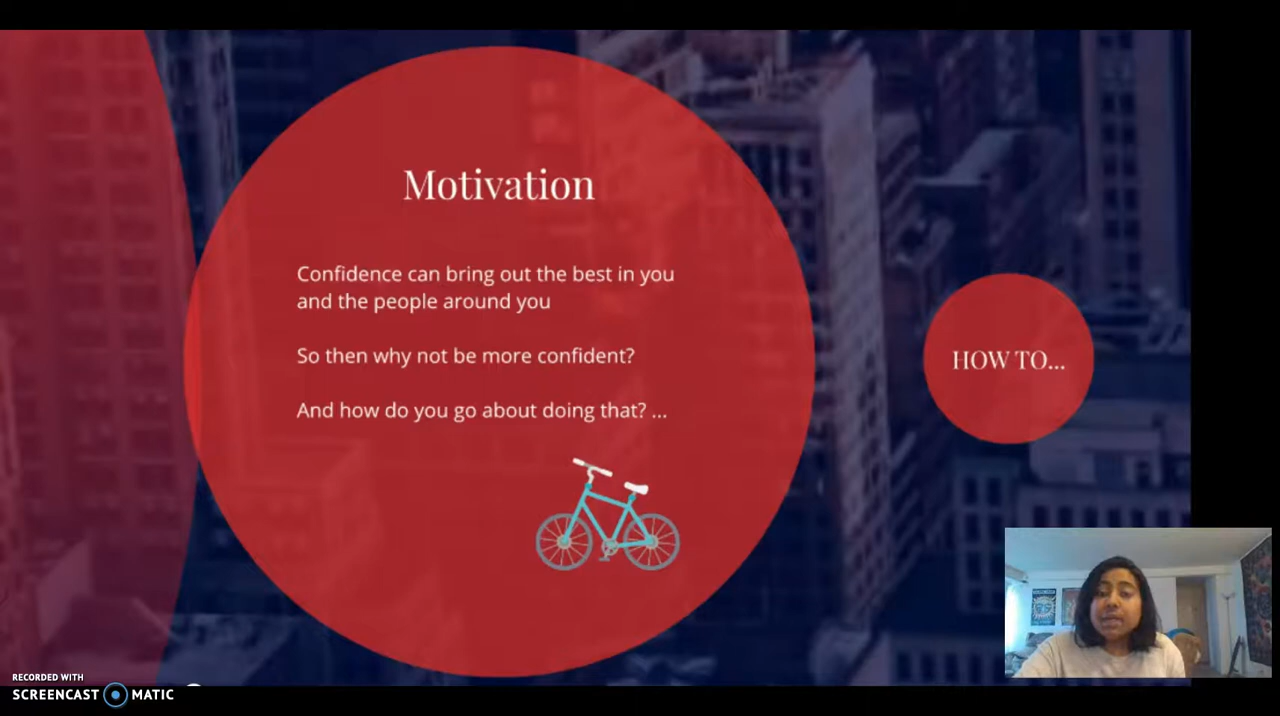 Motivation
Confidence can bring out the best in you
and the people around you
So then why not be more confident?
And how do you go about doing that? ...
HOW TO...
RECORDED WITH
SCREENCAST MATIC